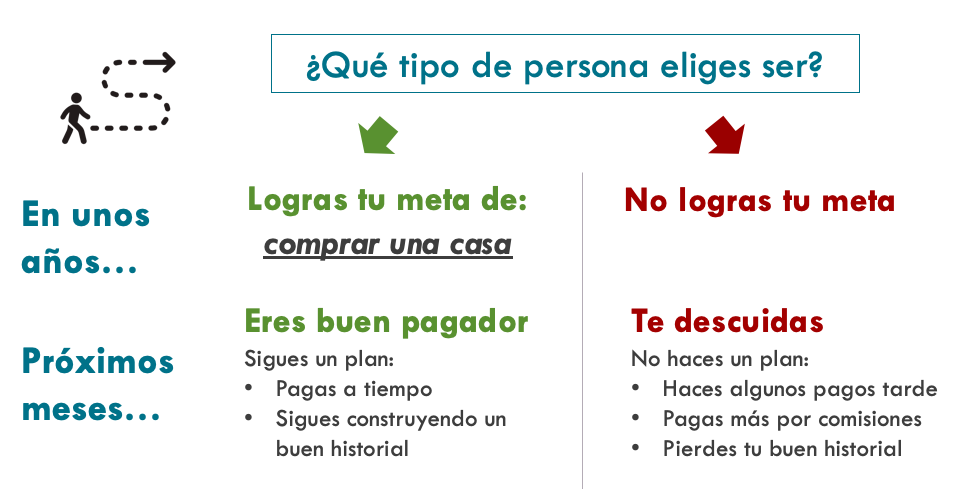 ¿Qué tipo de persona eliges ser?
En unos
años...
Logras tu meta de:
comprar una casa
No logras tu meta
Próximos
meses...
Eres buen pagador
Sigues un plan:
• Pagas a tiempo
• Sigues construyendo un
buen historial
Te descuidas
No haces un plan:
• Haces algunos pagos tarde
• Pagas más por comisiones
• Pierdes tu buen historial